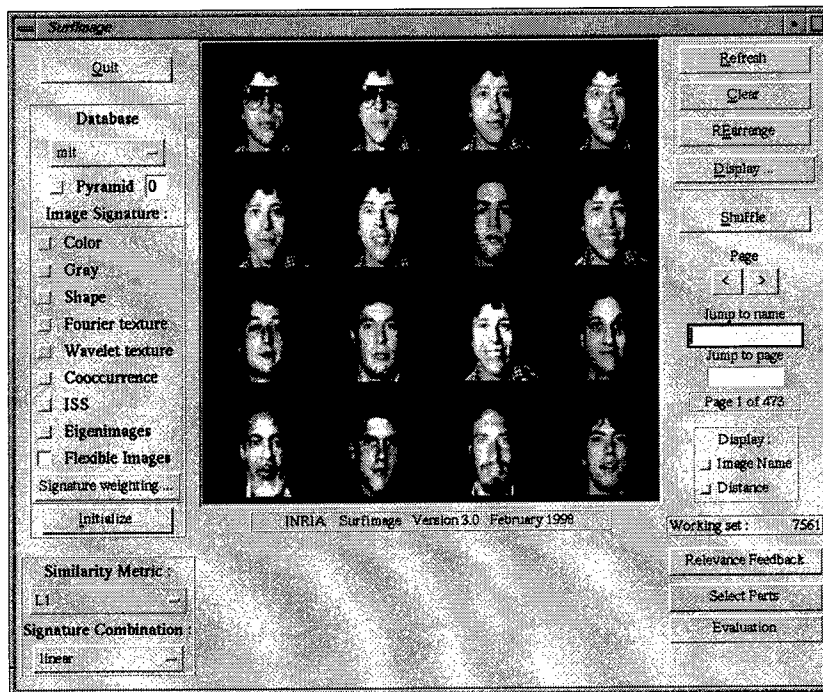 Surfimage
Quit
Database
mit
Pyramid 0
Image Signature :
Color
Gray
Shape
Fourier texture
Wavelet texture
Cooccurrence
ISS
Eigenimages
Flexible Images
Signature weighting ...
Initialize
Similarity Metric :
L1
Signature Combination :
linear
INRIA Surfimage Version 3.0 February 1998
Refresh
Clear
REarrange
Display ...
Shuffle
Page
< >
Jump to name
Jump to page
Page 1 of 473
Display :
Image Name
Distance
Working set : 7561
Relevance Feedback
Select Parts
Evaluation